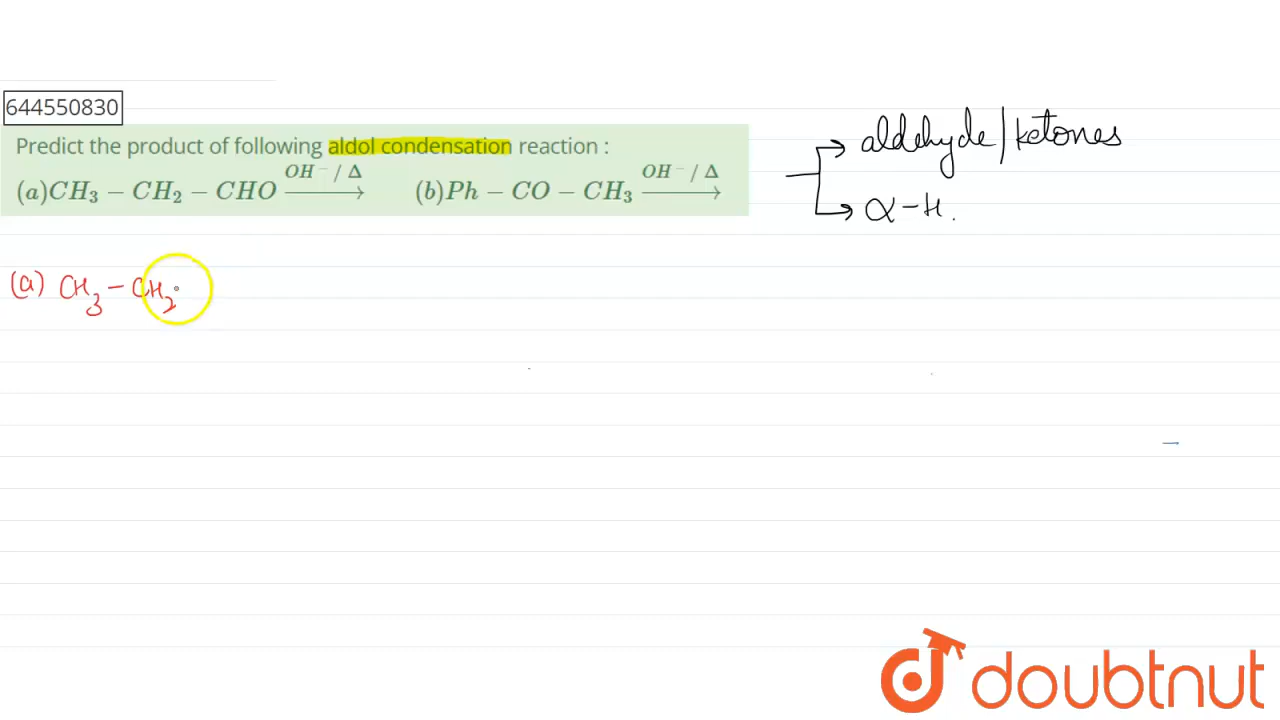 644550830
Predict the product of following aldol condensation reaction :
(a)CH₃ − CH₂ − CHO OH⁻/Δ⟶ (b)Ph − CO − CH₃ OH⁻/Δ⟶
aldehyde/ketones
α-H.
(a) CH₃-CH₂
doubtnut